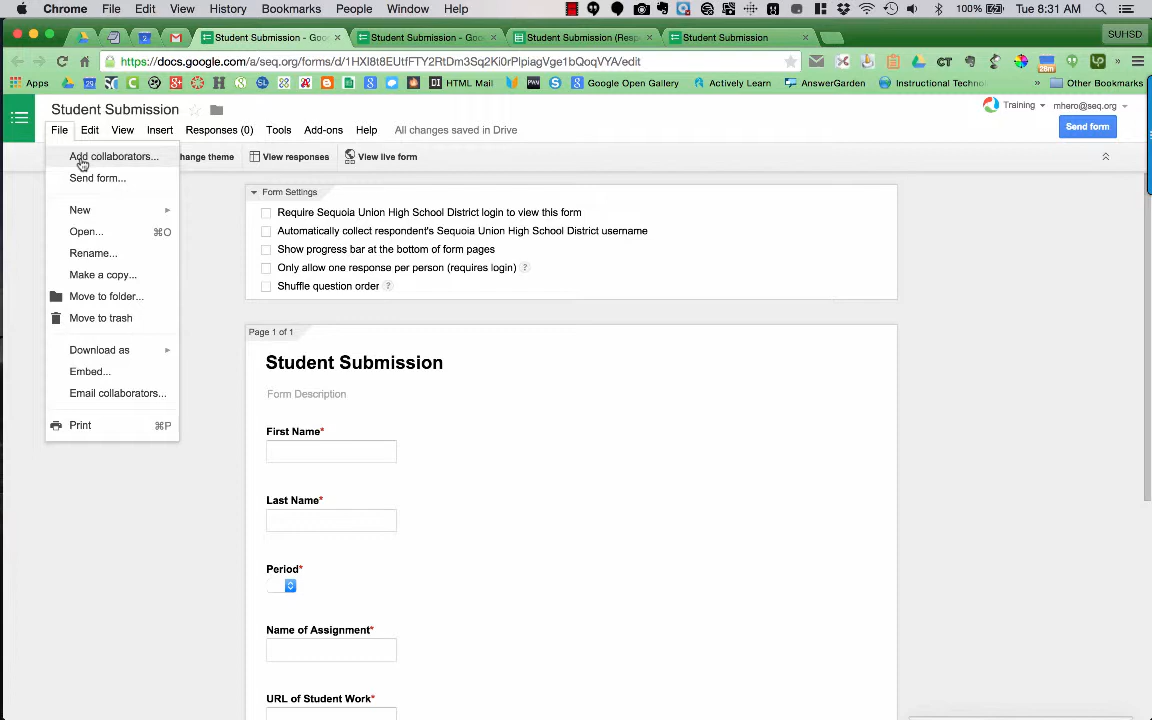 Chrome File Edit View History Bookmarks People Window Help 100% Tue 8:31 AM
Student Submission - Goo Student Submission - Goo Student Submission (Resp Student Submission SUHSD
https://docs.google.com/a/seq.org/forms/d/1HXI8t8EUtfFTY2RtDm3Sq2Ki0rPIpiagVge1bQoqVYA/edit
Apps HTML Mail Google Open Gallery Actively Learn AnswerGarden Instructional Technol » Other Bookmarks
Student Submission
Training mhero@seq.org
File Edit View Insert Responses (0) Tools Add-ons Help All changes saved in Drive
Send form
Add collaborators... hange theme View responses View live form
Send form...
New
Open... ⌘O
Rename...
Make a copy...
Move to folder...
Move to trash
Download as
Embed...
Email collaborators...
Print ⌘P
Form Settings
Require Sequoia Union High School District login to view this form
Automatically collect respondent's Sequoia Union High School District username
Show progress bar at the bottom of form pages
Only allow one response per person (requires login) ?
Shuffle question order ?
Page 1 of 1
Student Submission
Form Description
First Name*
Last Name*
Period*
Name of Assignment*
URL of Student Work*